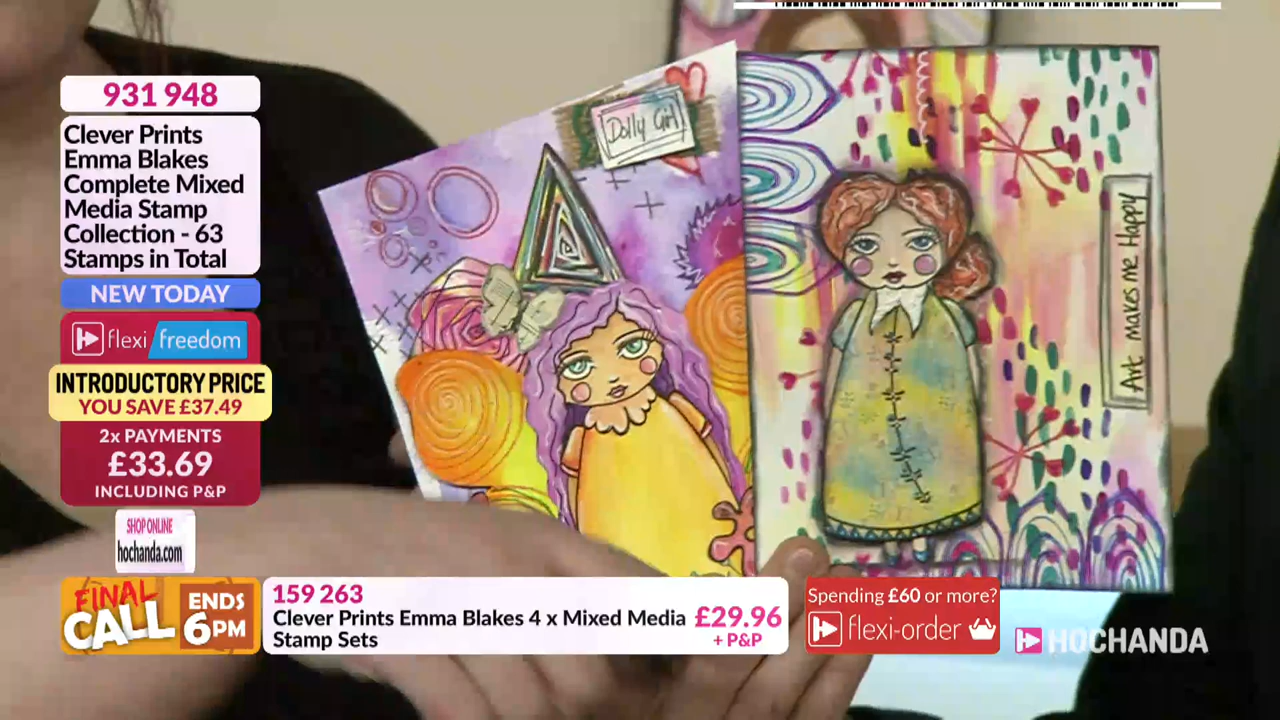 931 948
Clever Prints
Emma Blakes
Complete Mixed
Media Stamp
Collection - 63
Stamps in Total
NEW TODAY
flexi freedom
INTRODUCTORY PRICE
YOU SAVE £37.49
2x PAYMENTS
£33.69
INCLUDING P&P
SHOP ONLINE
hochanda.com
FINAL
CALL
ENDS
6PM
159 263
Clever Prints Emma Blakes 4 x Mixed Media
Stamp Sets
£29.96
+ P&P
Spending £60 or more?
flexi-order
HOCHANDA
Dolly Girl
Art makes me Happy